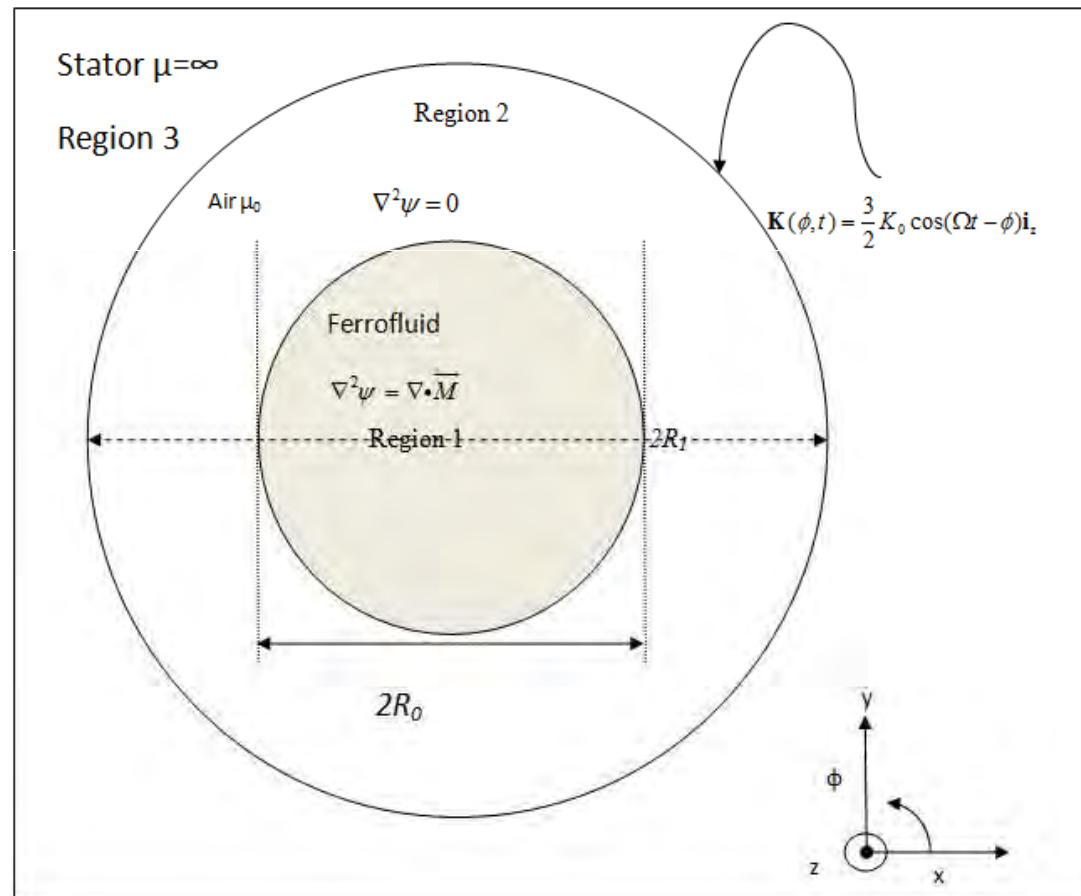 Stator μ=∞
Region 3
Region 2
Air μ₀
∇²ψ = 0
K(ϕ,t) = 3/2 K₀ cos(Ωt − ϕ)i_z
Ferrofluid
∇²ψ = ∇•M̅
Region 1
2R₁
2R₀
y
ϕ
z
x